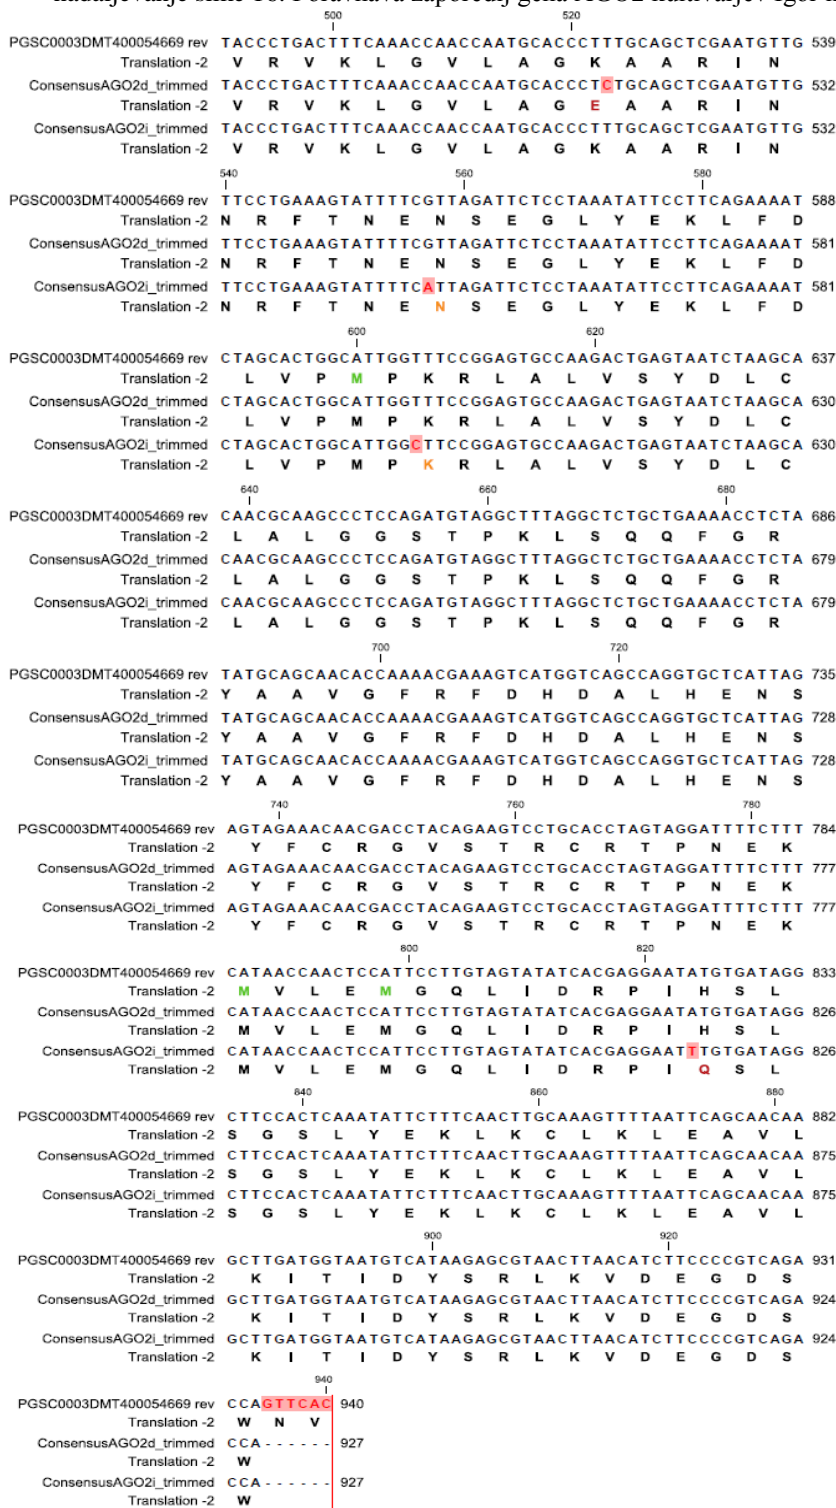 500 520
PGSC0003DMT400054669 rev TACCCTGACTTTCAAACCAACCAATGCACCCTTTGCAGCTCGAATGTTG 539
Translation -2 V R V K L G V L A G K A A R I N
ConsensusAGO2d_trimmed TACCCTGACTTTCAAACCAACCAATGCACCCTCTGCAGCTCGAATGTTG 532
Translation -2 V R V K L G V L A G E A A R I N
ConsensusAGO2i_trimmed TACCCTGACTTTCAAACCAACCAATGCACCCTTTGCAGCTCGAATGTTG 532
Translation -2 V R V K L G V L A G K A A R I N
540 560 580
PGSC0003DMT400054669 rev TTCCTGAAAGTATTTTCGTTAGATTCTCCTAAATATTCCTTCAGAAAAT 588
Translation -2 N R F T N E N S E G L Y E K L F D
ConsensusAGO2d_trimmed TTCCTGAAAGTATTTTCGTTAGATTCTCCTAAATATTCCTTCAGAAAAT 581
Translation -2 N R F T N E N S E G L Y E K L F D
ConsensusAGO2i_trimmed TTCCTGAAAGTATTTTCATTAGATTCTCCTAAATATTCCTTCAGAAAAT 581
Translation -2 N R F T N E N S E G L Y E K L F D
600 620
PGSC0003DMT400054669 rev CTAGCACTGGCATTGGTTTCCGGAGTGCCAAGACTGAGTAATCTAAGCA 637
Translation -2 L V P M P K R L A L V S Y D L C
ConsensusAGO2d_trimmed CTAGCACTGGCATTGGTTTCCGGAGTGCCAAGACTGAGTAATCTAAGCA 630
Translation -2 L V P M P K R L A L V S Y D L C
ConsensusAGO2i_trimmed CTAGCACTGGCATTGGCTTCCGGAGTGCCAAGACTGAGTAATCTAAGCA 630
Translation -2 L V P M P K R L A L V S Y D L C
640 660 680
PGSC0003DMT400054669 rev CAACGCAAGCCCTCCAGATGTAGGCTTTAGGCTCTGCTGAAAACCTCTA 686
Translation -2 L A L G G S T P K L S Q Q F G R
ConsensusAGO2d_trimmed CAACGCAAGCCCTCCAGATGTAGGCTTTAGGCTCTGCTGAAAACCTCTA 679
Translation -2 L A L G G S T P K L S Q Q F G R
ConsensusAGO2i_trimmed CAACGCAAGCCCTCCAGATGTAGGCTTTAGGCTCTGCTGAAAACCTCTA 679
Translation -2 L A L G G S T P K L S Q Q F G R
700 720
PGSC0003DMT400054669 rev TATGCAGCAACACCAAAACGAAAGTCATGGTCAGCCAGGTGCTCATTAG 735
Translation -2 Y A A V G F R F D H D A L H E N S
ConsensusAGO2d_trimmed TATGCAGCAACACCAAAACGAAAGTCATGGTCAGCCAGGTGCTCATTAG 728
Translation -2 Y A A V G F R F D H D A L H E N S
ConsensusAGO2i_trimmed TATGCAGCAACACCAAAACGAAAGTCATGGTCAGCCAGGTGCTCATTAG 728
Translation -2 Y A A V G F R F D H D A L H E N S
740 760 780
PGSC0003DMT400054669 rev AGTAGAAACAACGACCTACAGAAGTCCTGCACCTAGTAGGATTTTCTTT 784
Translation -2 Y F C R G V S T R C R T P N E K
ConsensusAGO2d_trimmed AGTAGAAACAACGACCTACAGAAGTCCTGCACCTAGTAGGATTTTCTTT 777
Translation -2 Y F C R G V S T R C R T P N E K
ConsensusAGO2i_trimmed AGTAGAAACAACGACCTACAGAAGTCCTGCACCTAGTAGGATTTTCTTT 777
Translation -2 Y F C R G V S T R C R T P N E K
800 820
PGSC0003DMT400054669 rev CATAACCAACTCCATTCCTTGTAGTATATCACGAGGAATATGTGATAGG 833
Translation -2 M V L E M G Q L I D R P I H S L
ConsensusAGO2d_trimmed CATAACCAACTCCATTCCTTGTAGTATATCACGAGGAATATGTGATAGG 826
Translation -2 M V L E M G Q L I D R P I H S L
ConsensusAGO2i_trimmed CATAACCAACTCCATTCCTTGTAGTATATCACGAGGAATTTGTGATAGG 826
Translation -2 M V L E M G Q L I D R P I Q S L
840 860 880
PGSC0003DMT400054669 rev CTTCCACTCAAATATTCTTTCAACTTGCAAAGTTTTAATTCAGCAACAA 882
Translation -2 S G S L Y E K L K C L K L E A V L
ConsensusAGO2d_trimmed CTTCCACTCAAATATTCTTTCAACTTGCAAAGTTTTAATTCAGCAACAA 875
Translation -2 S G S L Y E K L K C L K L E A V L
ConsensusAGO2i_trimmed CTTCCACTCAAATATTCTTTCAACTTGCAAAGTTTTAATTCAGCAACAA 875
Translation -2 S G S L Y E K L K C L K L E A V L
900 920
PGSC0003DMT400054669 rev GCTTGATGGTAATGTCATAAGAGCGTAACTTAACATCTTCCCCGTCAGA 931
Translation -2 K I T I D Y S R L K V D E G D S
ConsensusAGO2d_trimmed GCTTGATGGTAATGTCATAAGAGCGTAACTTAACATCTTCCCCGTCAGA 924
Translation -2 K I T I D Y S R L K V D E G D S
ConsensusAGO2i_trimmed GCTTGATGGTAATGTCATAAGAGCGTAACTTAACATCTTCCCCGTCAGA 924
Translation -2 K I T I D Y S R L K V D E G D S
940
PGSC0003DMT400054669 rev CCAGTTCAC 940
Translation -2 W N V
ConsensusAGO2d_trimmed CCA------ 927
Translation -2 W
ConsensusAGO2i_trimmed CCA------ 927
Translation -2 W